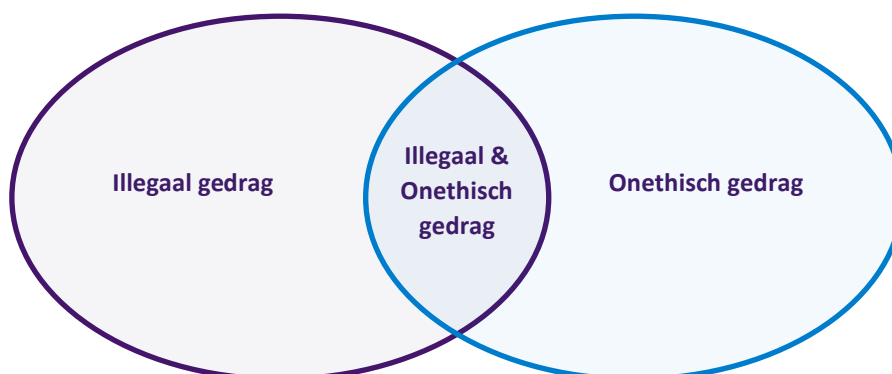 Illegaal gedrag
Illegaal &
Onethisch
gedrag
Onethisch gedrag